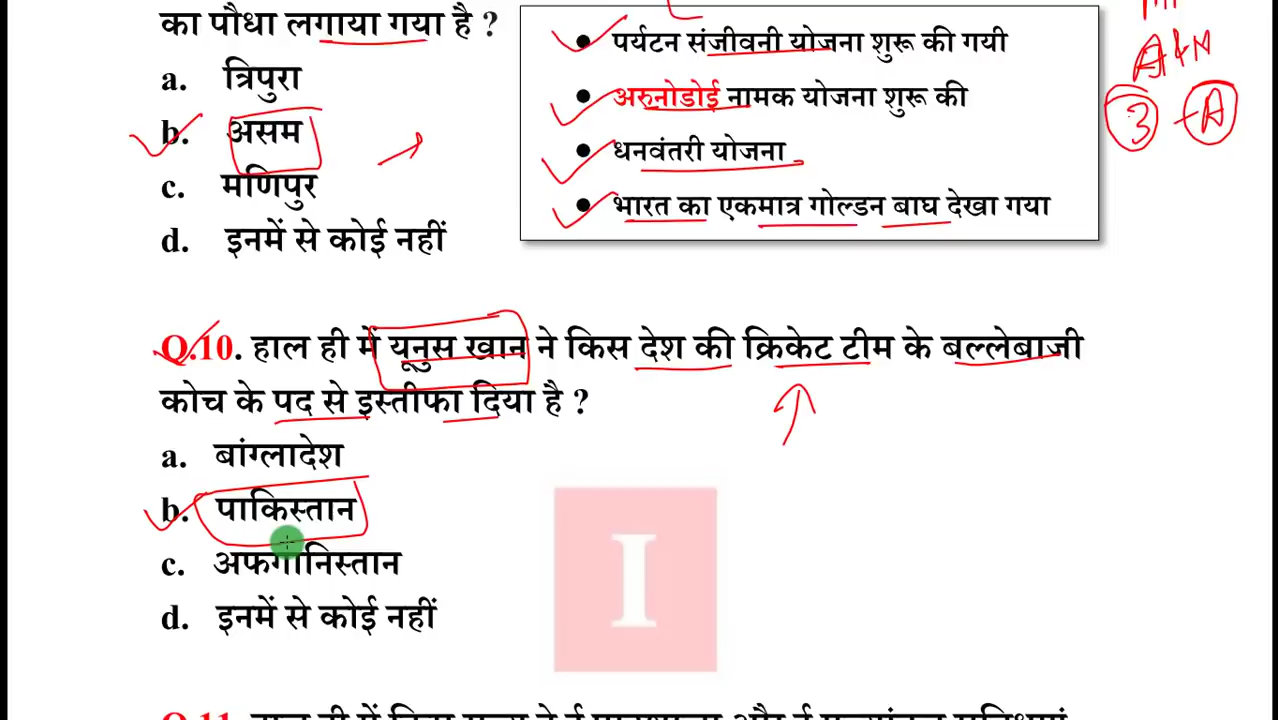 का पौधा लगाया गया है ?
a. त्रिपुरा
b. असम
c. मणिपुर
d. इनमें से कोई नहीं
• पर्यटन संजीवनी योजना शुरू की गयी
• अरुनोडोई नामक योजना शुरू की
• धनवंतरी योजना
• भारत का एकमात्र गोल्डन बाघ देखा गया
A&N
3 - A
Q.10. हाल ही में यूनुस खान ने किस देश की क्रिकेट टीम के बल्लेबाजी
कोच के पद से इस्तीफा दिया है ?
a. बांग्लादेश
b. पाकिस्तान
c. अफगानिस्तान
d. इनमें से कोई नहीं
I